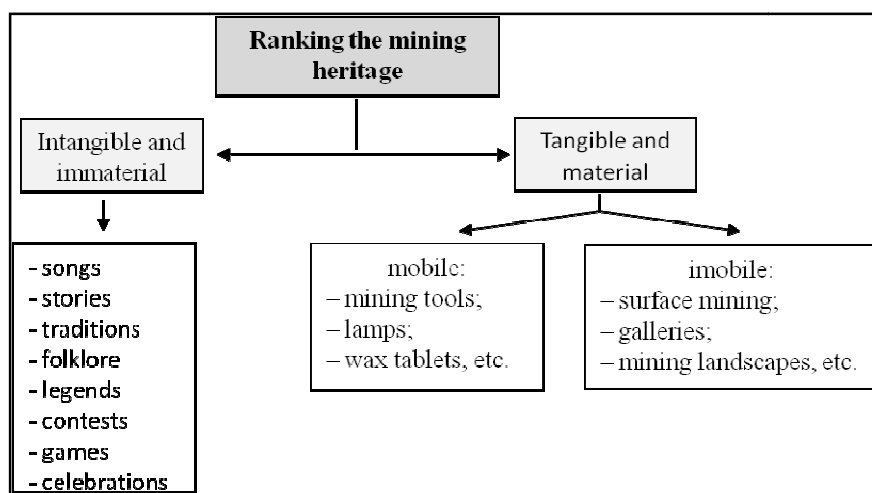 Ranking the mining
heritage
Intangible and
immaterial
Tangible and
material
- songs
- stories
- traditions
- folklore
- legends
- contests
- games
- celebrations
mobile:
– mining tools;
– lamps;
– wax tablets, etc.
imobile:
– surface mining;
– galleries;
– mining landscapes, etc.